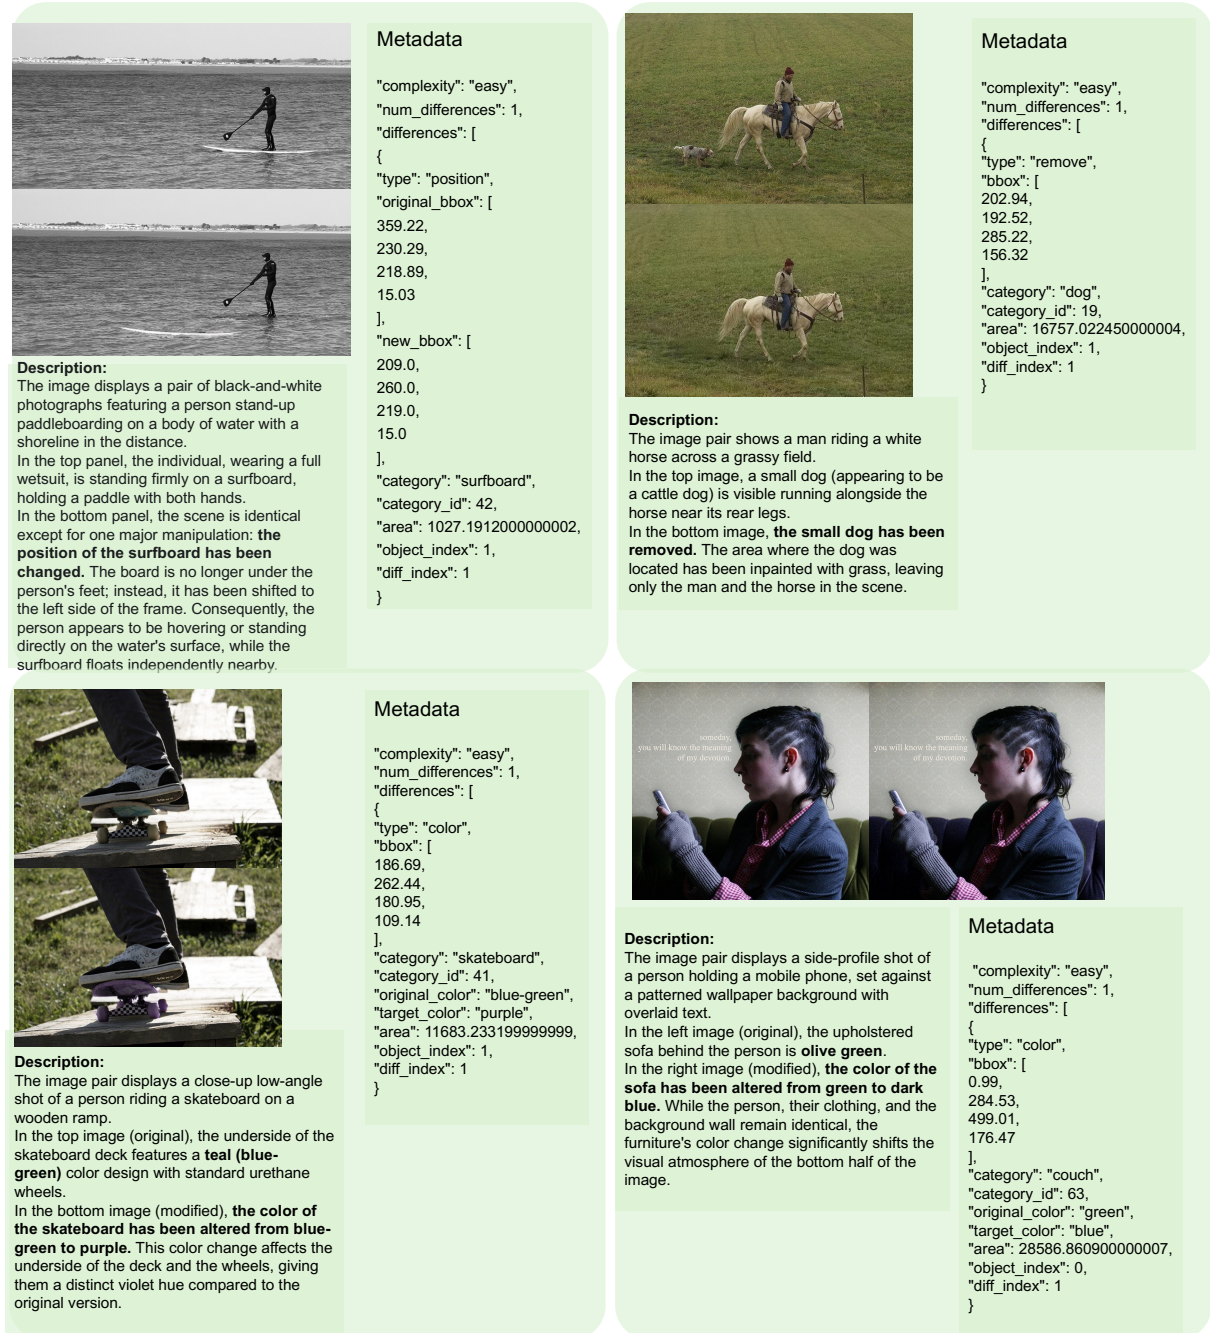 Metadata
"complexity": "easy",
"num_differences": 1,
"differences": [
{
"type": "position",
"original_bbox": [
359.22,
230.29,
218.89,
15.03
],
"new_bbox": [
209.0,
260.0,
219.0,
15.0
],
"category": "surfboard",
"category_id": 42,
"area": 1027.1912000000002,
"object_index": 1,
"diff_index": 1
}
Description:
The image displays a pair of black-and-white
photographs featuring a person stand-up
paddleboarding on a body of water with a
shoreline in the distance.
In the top panel, the individual, wearing a full
wetsuit, is standing firmly on a surfboard,
holding a paddle with both hands.
In the bottom panel, the scene is identical
except for one major manipulation: the
position of the surfboard has been
changed. The board is no longer under the
person's feet; instead, it has been shifted to
the left side of the frame. Consequently, the
person appears to be hovering or standing
directly on the water's surface, while the
surfboard floats independently nearby.
Metadata
"complexity": "easy",
"num_differences": 1,
"differences": [
{
"type": "remove",
"bbox": [
202.94,
192.52,
285.22,
156.32
],
"category": "dog",
"category_id": 19,
"area": 16757.022450000004,
"object_index": 1,
"diff_index": 1
}
Description:
The image pair shows a man riding a white
horse across a grassy field.
In the top image, a small dog (appearing to be
a cattle dog) is visible running alongside the
horse near its rear legs.
In the bottom image, the small dog has been
removed. The area where the dog was
located has been inpainted with grass, leaving
only the man and the horse in the scene.
Metadata
"complexity": "easy",
"num_differences": 1,
"differences": [
{
"type": "color",
"bbox": [
186.69,
262.44,
180.95,
109.14
],
"category": "skateboard",
"category_id": 41,
"original_color": "blue-green",
"target_color": "purple",
"area": 11683.233199999999,
"object_index": 1,
"diff_index": 1
}
Description:
The image pair displays a close-up low-angle
shot of a person riding a skateboard on a
wooden ramp.
In the top image (original), the underside of the
skateboard deck features a teal (blue-
green) color design with standard urethane
wheels.
In the bottom image (modified), the color of
the skateboard has been altered from blue-
green to purple. This color change affects the
underside of the deck and the wheels, giving
them a distinct violet hue compared to the
original version.
someday,
you will know the meaning
of my devotion.
someday,
you will know the meaning
of my devotion.
Description:
The image pair displays a side-profile shot of
a person holding a mobile phone, set against
a patterned wallpaper background with
overlaid text.
In the left image (original), the upholstered
sofa behind the person is olive green.
In the right image (modified), the color of the
sofa has been altered from green to dark
blue. While the person, their clothing, and the
background wall remain identical, the
furniture's color change significantly shifts the
visual atmosphere of the bottom half of the
image.
Metadata
"complexity": "easy",
"num_differences": 1,
"differences": [
{
"type": "color",
"bbox": [
0.99,
284.53,
499.01,
176.47
],
"category": "couch",
"category_id": 63,
"original_color": "green",
"target_color": "blue",
"area": 28586.860900000007,
"object_index": 0,
"diff_index": 1
}